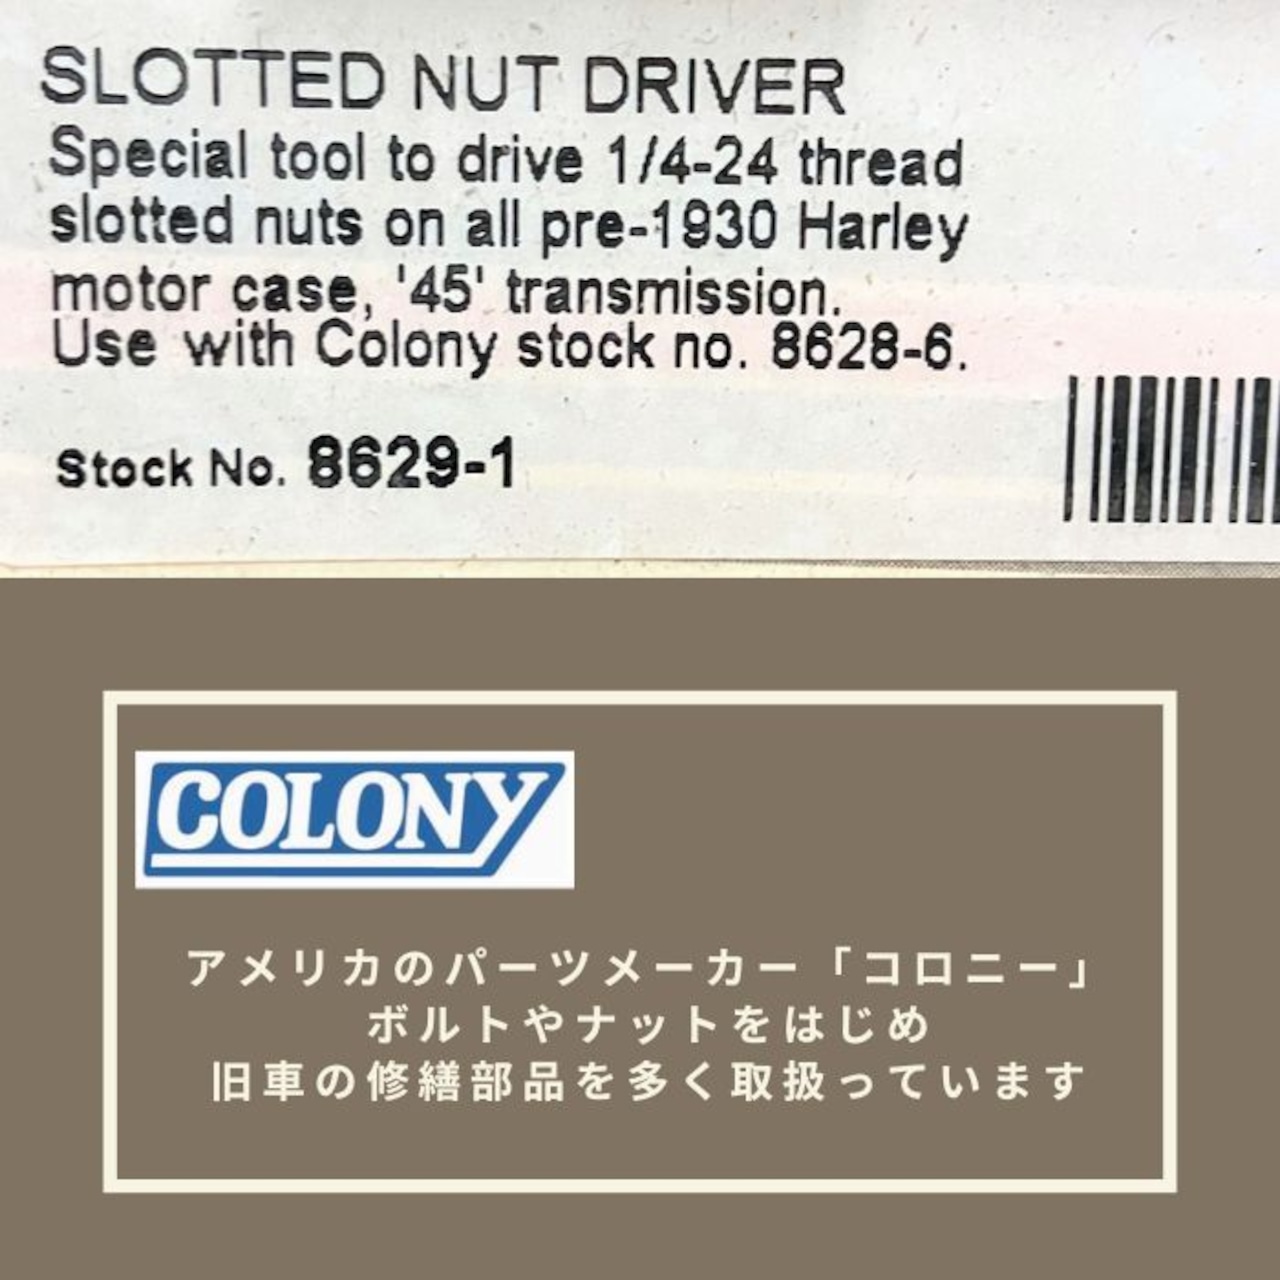 SLOTTED NUT DRIVER
Special tool to drive 1/4-24 thread
slotted nuts on all pre-1930 Harley
motor case, '45' transmission.
Use with Colony stock no. 8628-6.
Stock No. 8629-1
COLONY
アメリカのパーツメーカー「コロニー」
ボルトやナットをはじめ
旧車の修繕部品を多く取扱っています